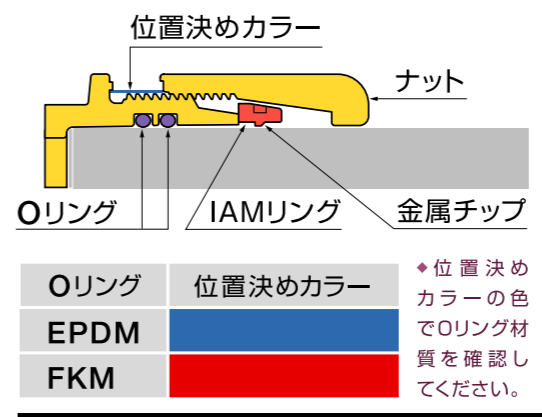 位置決めカラー
ナット
Oリング
IAMリング
金属チップ
Oリング 位置決めカラー
EPDM
FKM
◆位置決め
カラーの色
でOリング材
質を確認し
てください。